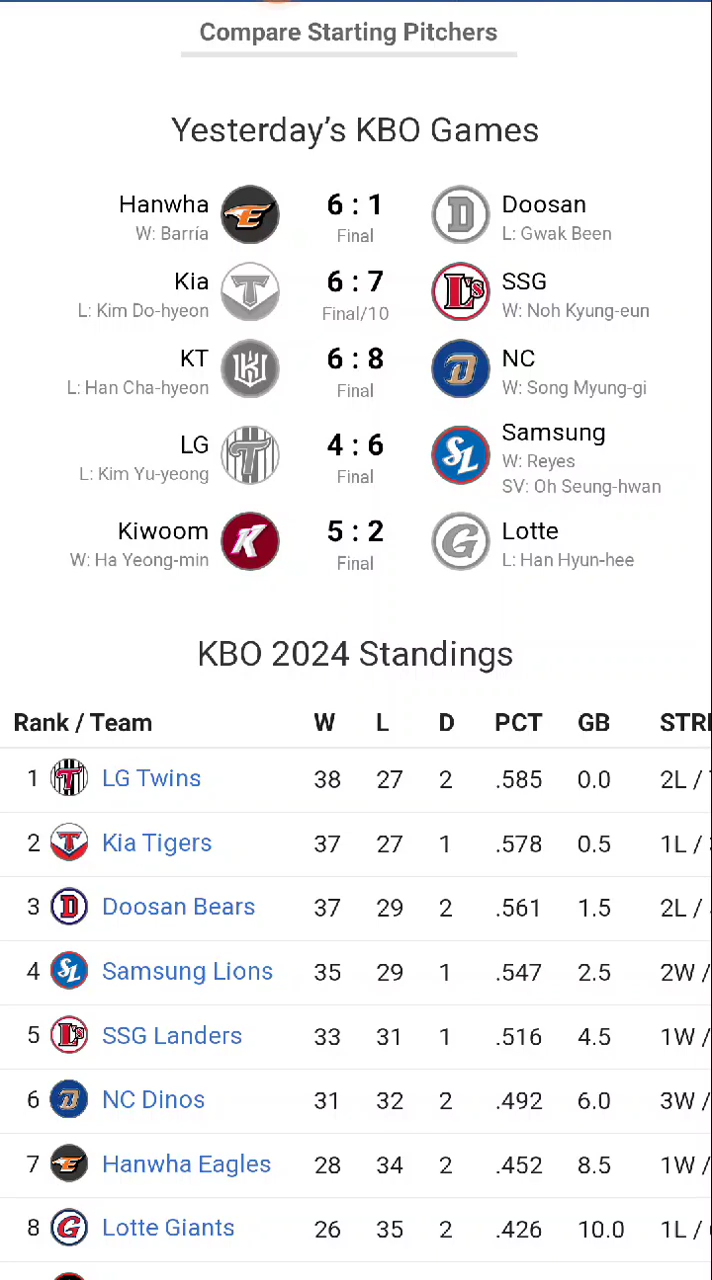 Compare Starting Pitchers
Yesterday’s KBO Games
Hanwha 6 : 1 Doosan
W: Barría Final L: Gwak Been
Kia 6 : 7 SSG
L: Kim Do-hyeon Final/10 W: Noh Kyung-eun
KT 6 : 8 NC
L: Han Cha-hyeon Final W: Song Myung-gi
LG 4 : 6 Samsung
L: Kim Yu-yeong Final W: Reyes
SV: Oh Seung-hwan
Kiwoom 5 : 2 Lotte
W: Ha Yeong-min Final L: Han Hyun-hee
KBO 2024 Standings
Rank / Team W L D PCT GB
1 LG Twins 38 27 2 .585 0.0 2L /
2 Kia Tigers 37 27 1 .578 0.5 1L /
3 Doosan Bears 37 29 2 .561 1.5 2L /
4 Samsung Lions 35 29 1 .547 2.5 2W /
5 SSG Landers 33 31 1 .516 4.5 1W /
6 NC Dinos 31 32 2 .492 6.0 3W /
7 Hanwha Eagles 28 34 2 .452 8.5 1W /
8 Lotte Giants 26 35 2 .426 10.0 1L /